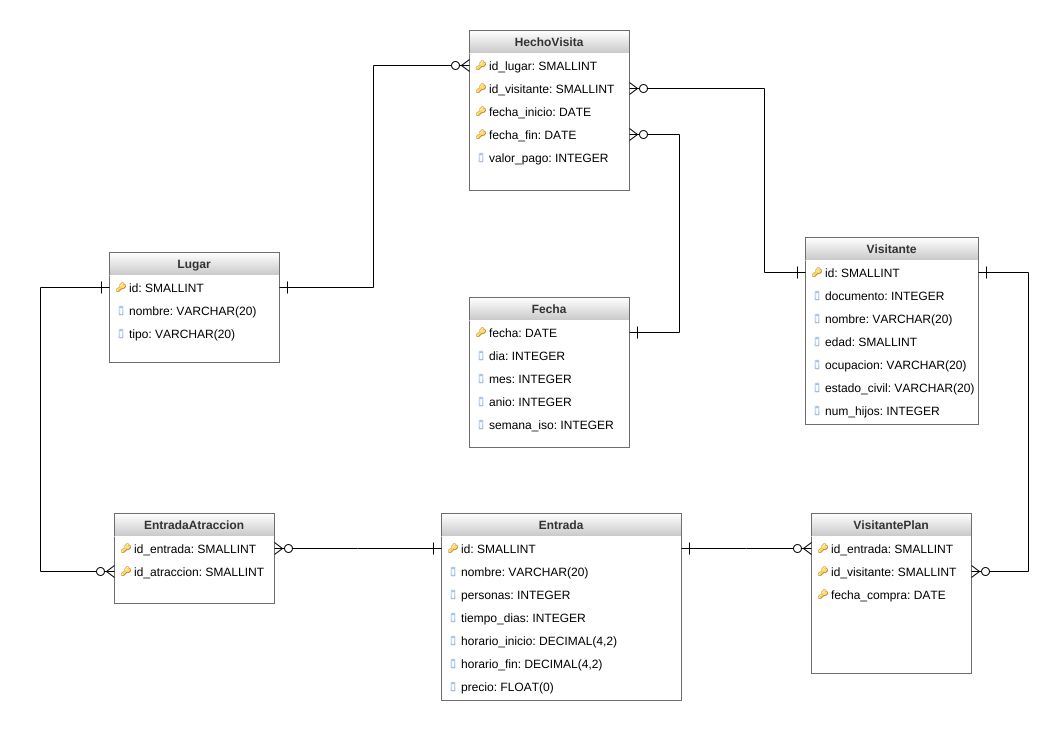 HechoVisita
id_lugar: SMALLINT
id_visitante: SMALLINT
fecha_inicio: DATE
fecha_fin: DATE
valor_pago: INTEGER
Lugar
id: SMALLINT
nombre: VARCHAR(20)
tipo: VARCHAR(20)
Fecha
fecha: DATE
dia: INTEGER
mes: INTEGER
anio: INTEGER
semana_iso: INTEGER
Visitante
id: SMALLINT
documento: INTEGER
nombre: VARCHAR(20)
edad: SMALLINT
ocupacion: VARCHAR(20)
estado_civil: VARCHAR(20)
num_hijos: INTEGER
EntradaAtraccion
id_entrada: SMALLINT
id_atraccion: SMALLINT
Entrada
id: SMALLINT
nombre: VARCHAR(20)
personas: INTEGER
tiempo_dias: INTEGER
horario_inicio: DECIMAL(4,2)
horario_fin: DECIMAL(4,2)
precio: FLOAT(0)
VisitantePlan
id_entrada: SMALLINT
id_visitante: SMALLINT
fecha_compra: DATE